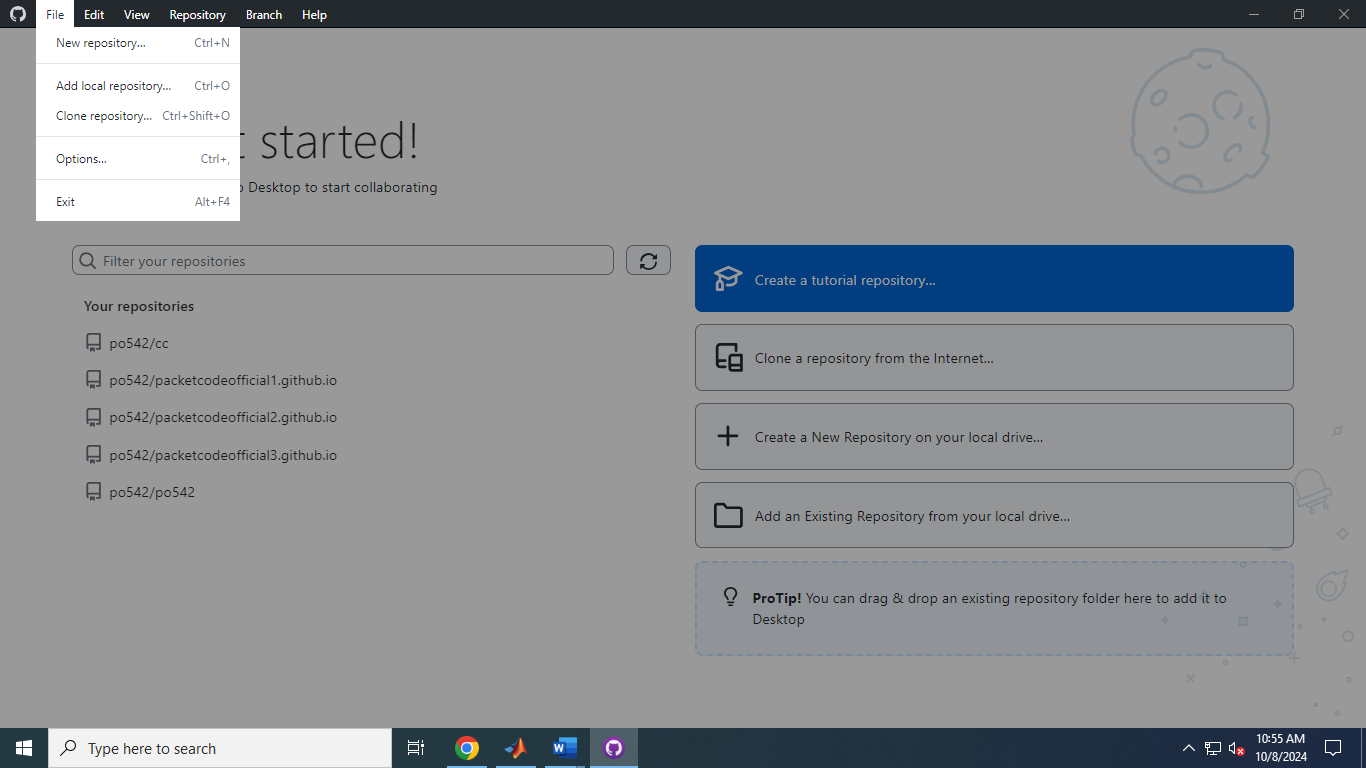 File Edit View Repository Branch Help
New repository... Ctrl+N
Add local repository... Ctrl+O
Clone repository... Ctrl+Shift+O
Options... Ctrl+,
Exit Alt+F4
t started!
Desktop to start collaborating
Filter your repositories
Your repositories
po542/cc
po542/packetcodeofficial1.github.io
po542/packetcodeofficial2.github.io
po542/packetcodeofficial3.github.io
po542/po542
Create a tutorial repository...
Clone a repository from the Internet...
Create a New Repository on your local drive...
Add an Existing Repository from your local drive...
ProTip! You can drag & drop an existing repository folder here to add it to
Desktop
Type here to search
10:55 AM
10/8/2024